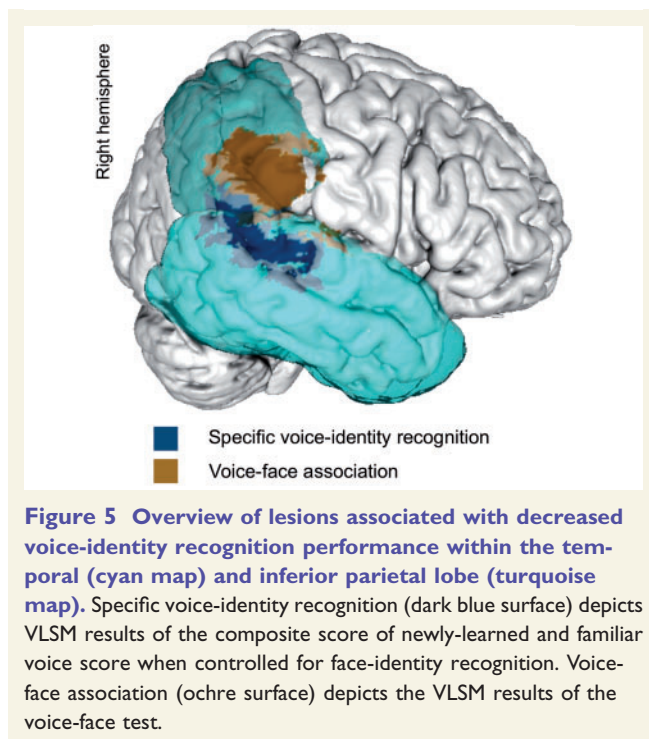 Right hemisphere
Specific voice-identity recognition
Voice-face association
Figure 5 Overview of lesions associated with decreased
voice-identity recognition performance within the tem-
poral (cyan map) and inferior parietal lobe (turquoise
map). Specific voice-identity recognition (dark blue surface) depicts
VLSM results of the composite score of newly-learned and familiar
voice score when controlled for face-identity recognition. Voice-
face association (ochre surface) depicts the VLSM results of the
voice-face test.